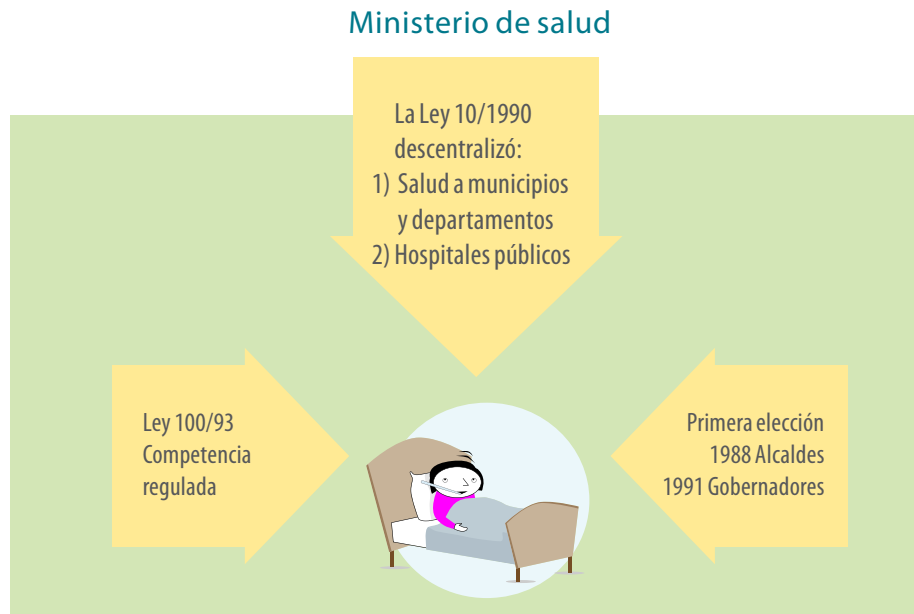 Ministerio de salud
La Ley 10/1990
descentralizó:
1) Salud a municipios
y departamentos
2) Hospitales públicos
Ley 100/93
Competencia
regulada
Primera elección
1988 Alcaldes
1991 Gobernadores